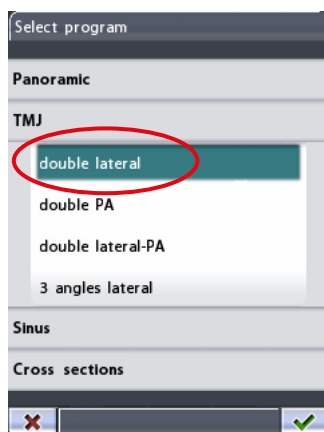 Select program
Panoramic
TMJ
double lateral
double PA
double lateral-PA
3 angles lateral
Sinus
Cross sections